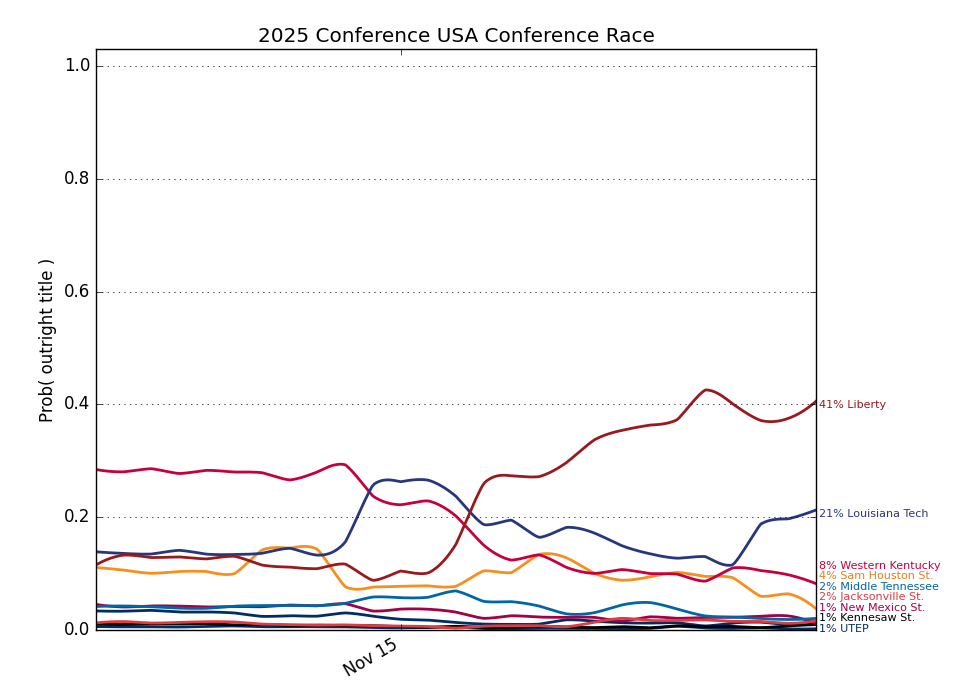 2025 Conference USA Conference Race
Prob( outright title )
1.0
0.8
0.6
0.4
0.2
0.0
Nov 15
41% Liberty
21% Louisiana Tech
8% Western Kentucky
4% Sam Houston St.
2% Middle Tennessee
2% Jacksonville St.
1% New Mexico St.
1% Kennesaw St.
1% UTEP